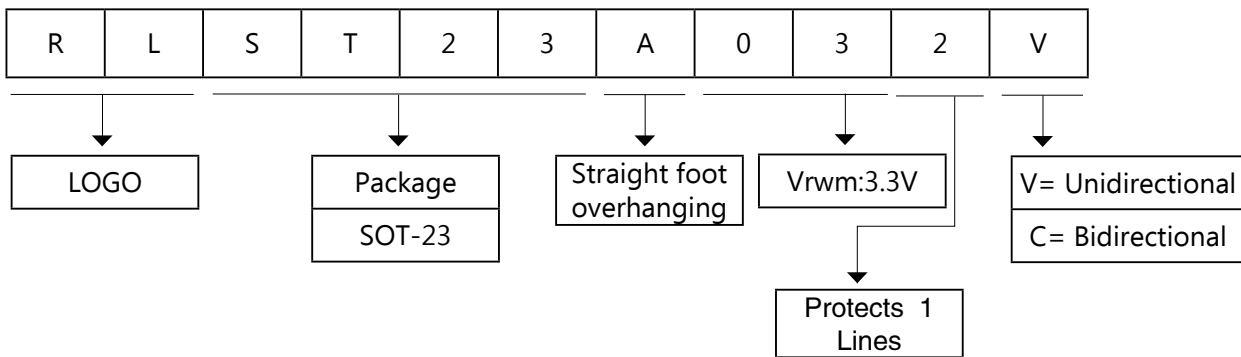 R L S T 2 3 A 0 3 2 V
LOGO
Package
SOT-23
Straight foot
overhanging
Vrwm:3.3V
V= Unidirectional
C= Bidirectional
Protects 1
Lines